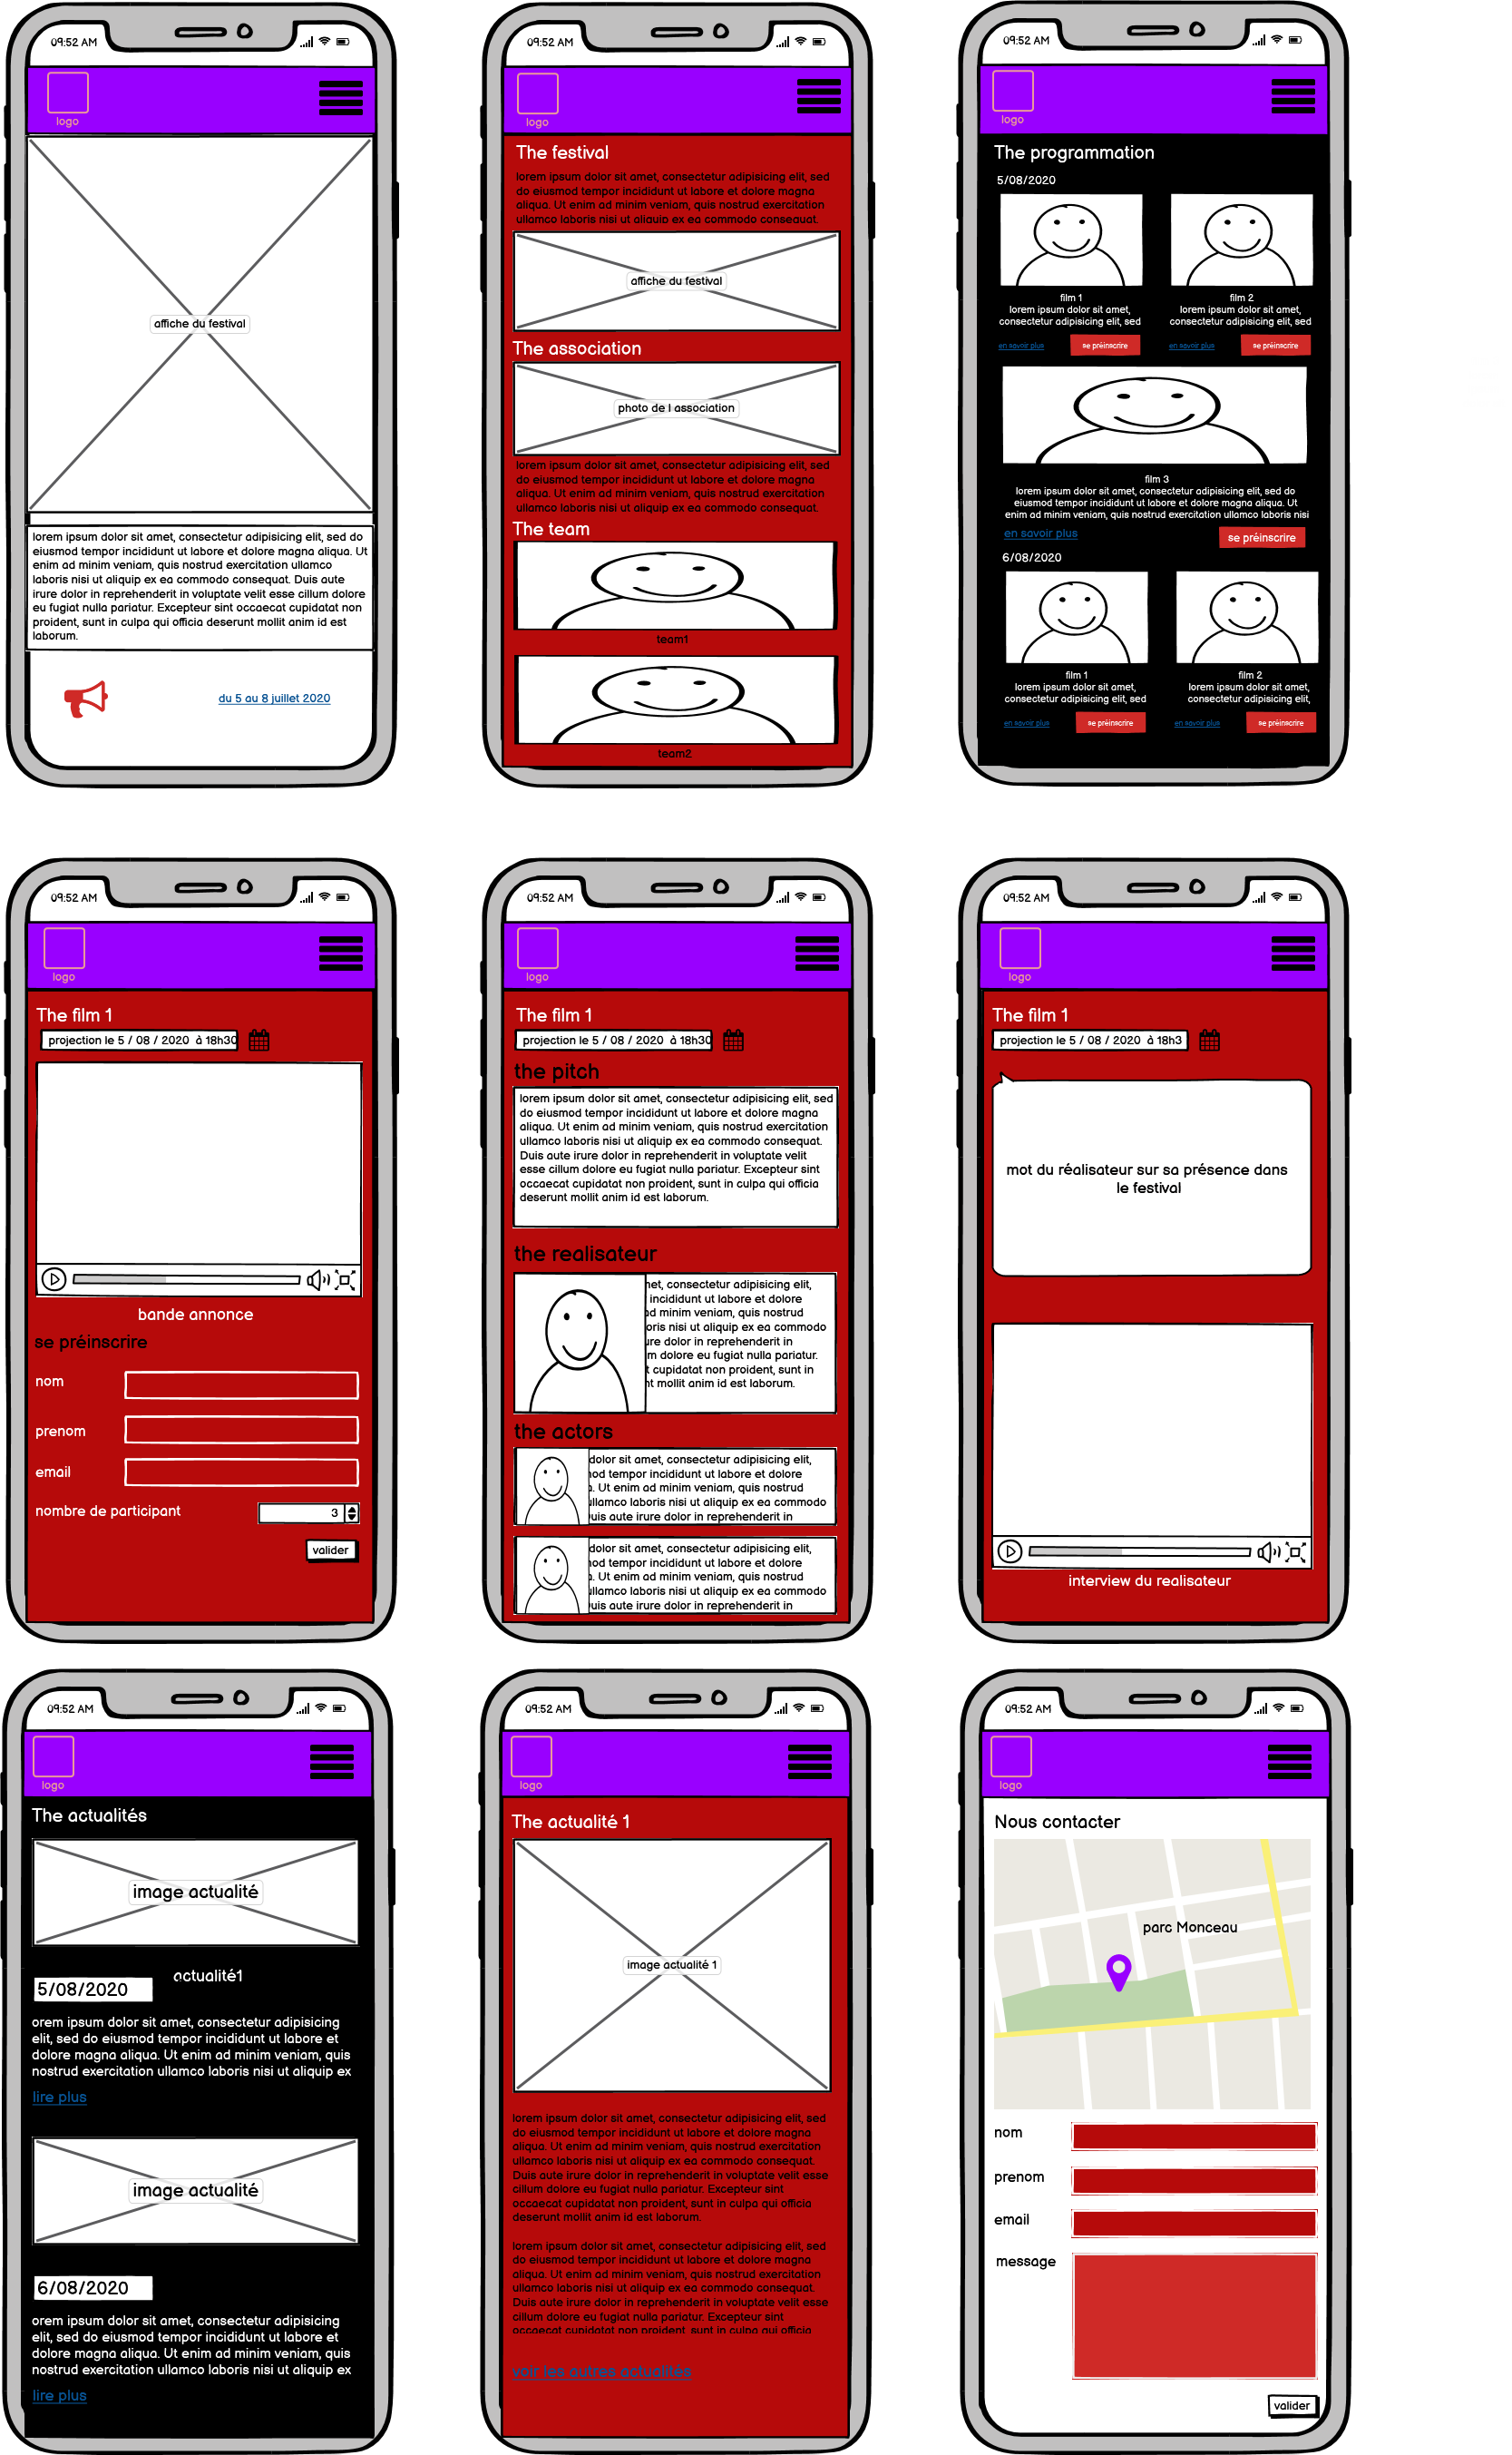 09:52 AM
logo
affiche du festival
lorem ipsum dolor sit amet, consectetur adipisicing elit, sed do
eiusmod tempor incididunt ut labore et dolore magna aliqua. Ut
enim ad minim veniam, quis nostrud exercitation ullamco
laboris nisi ut aliquip ex ea commodo consequat. Duis aute
irure dolor in reprehenderit in voluptate velit esse cillum dolore
eu fugiat nulla pariatur. Excepteur sint occaecat cupidatat non
proident, sunt in culpa qui officia deserunt mollit anim id est
laborum.
du 5 au 8 juillet 2020
09:52 AM
logo
The festival
lorem ipsum dolor sit amet, consectetur adipisicing elit, sed
do eiusmod tempor incididunt ut labore et dolore magna
aliqua. Ut enim ad minim veniam, quis nostrud exercitation
ullamco laboris nisi ut aliquip ex ea commodo consequat.
affiche du festival
The association
photo de l association
lorem ipsum dolor sit amet, consectetur adipisicing elit, sed
do eiusmod tempor incididunt ut labore et dolore magna
aliqua. Ut enim ad minim veniam, quis nostrud exercitation
ullamco laboris nisi ut aliquip ex ea commodo consequat.
The team
team1
team2
09:52 AM
logo
The programmation
5/08/2020
film 1
lorem ipsum dolor sit amet,
consectetur adipisicing elit, sed
en savoir plus
se préinscrire
film 2
lorem ipsum dolor sit amet,
consectetur adipisicing elit, sed
en savoir plus
se préinscrire
film 3
lorem ipsum dolor sit amet, consectetur adipisicing elit, sed do
eiusmod tempor incididunt ut labore et dolore magna aliqua. Ut
enim ad minim veniam, quis nostrud exercitation ullamco laboris nisi
en savoir plus
se préinscrire
6/08/2020
film 1
lorem ipsum dolor sit amet,
consectetur adipisicing elit, sed
en savoir plus
se préinscrire
film 2
lorem ipsum dolor sit amet,
consectetur adipisicing elit,
en savoir plus
se préinscrire
09:52 AM
logo
The film 1
projection le 5 / 08 / 2020 à 18h30
bande annonce
se préinscrire
nom
prenom
email
nombre de participant
3
valider
09:52 AM
logo
The film 1
projection le 5 / 08 / 2020 à 18h30
the pitch
lorem ipsum dolor sit amet, consectetur adipisicing elit, sed
do eiusmod tempor incididunt ut labore et dolore magna
aliqua. Ut enim ad minim veniam, quis nostrud exercitation
ullamco laboris nisi ut aliquip ex ea commodo consequat.
Duis aute irure dolor in reprehenderit in voluptate velit
esse cillum dolore eu fugiat nulla pariatur. Excepteur sint
occaecat cupidatat non proident, sunt in culpa qui officia
deserunt mollit anim id est laborum.
the realisateur
net, consectetur adipisicing elit,
incididunt ut labore et dolore
ad minim veniam, quis nostrud
oris nisi ut aliquip ex ea commodo
ure dolor in reprehenderit in
m dolore eu fugiat nulla pariatur.
t cupidatat non proident, sunt in
nt mollit anim id est laborum.
the actors
dolor sit amet, consectetur adipisicing elit,
nod tempor incididunt ut labore et dolore
a. Ut enim ad minim veniam, quis nostrud
ullamco laboris nisi ut aliquip ex ea commodo
uis aute irure dolor in reprehenderit in
dolor sit amet, consectetur adipisicing elit,
nod tempor incididunt ut labore et dolore
a. Ut enim ad minim veniam, quis nostrud
ullamco laboris nisi ut aliquip ex ea commodo
uis aute irure dolor in reprehenderit in
09:52 AM
logo
The film 1
projection le 5 / 08 / 2020 à 18h3
mot du réalisateur sur sa présence dans
le festival
interview du realisateur
09:52 AM
logo
The actualités
image actualité
actualité1
5/08/2020
orem ipsum dolor sit amet, consectetur adipisicing
elit, sed do eiusmod tempor incididunt ut labore et
dolore magna aliqua. Ut enim ad minim veniam, quis
nostrud exercitation ullamco laboris nisi ut aliquip ex
lire plus
image actualité
6/08/2020
orem ipsum dolor sit amet, consectetur adipisicing
elit, sed do eiusmod tempor incididunt ut labore et
dolore magna aliqua. Ut enim ad minim veniam, quis
nostrud exercitation ullamco laboris nisi ut aliquip ex
lire plus
09:52 AM
logo
The actualité 1
image actualité 1
lorem ipsum dolor sit amet, consectetur adipisicing elit, sed
do eiusmod tempor incididunt ut labore et dolore magna
aliqua. Ut enim ad minim veniam, quis nostrud exercitation
ullamco laboris nisi ut aliquip ex ea commodo consequat.
Duis aute irure dolor in reprehenderit in voluptate velit esse
cillum dolore eu fugiat nulla pariatur. Excepteur sint
occaecat cupidatat non proident, sunt in culpa qui officia
deserunt mollit anim id est laborum.
lorem ipsum dolor sit amet, consectetur adipisicing elit, sed
do eiusmod tempor incididunt ut labore et dolore magna
aliqua. Ut enim ad minim veniam, quis nostrud exercitation
ullamco laboris nisi ut aliquip ex ea commodo consequat.
Duis aute irure dolor in reprehenderit in voluptate velit esse
cillum dolore eu fugiat nulla pariatur. Excepteur sint
occaecat cupidatat non proident, sunt in culpa qui officia
voir les autres actualités
09:52 AM
logo
Nous contacter
parc Monceau
nom
prenom
email
message
valider